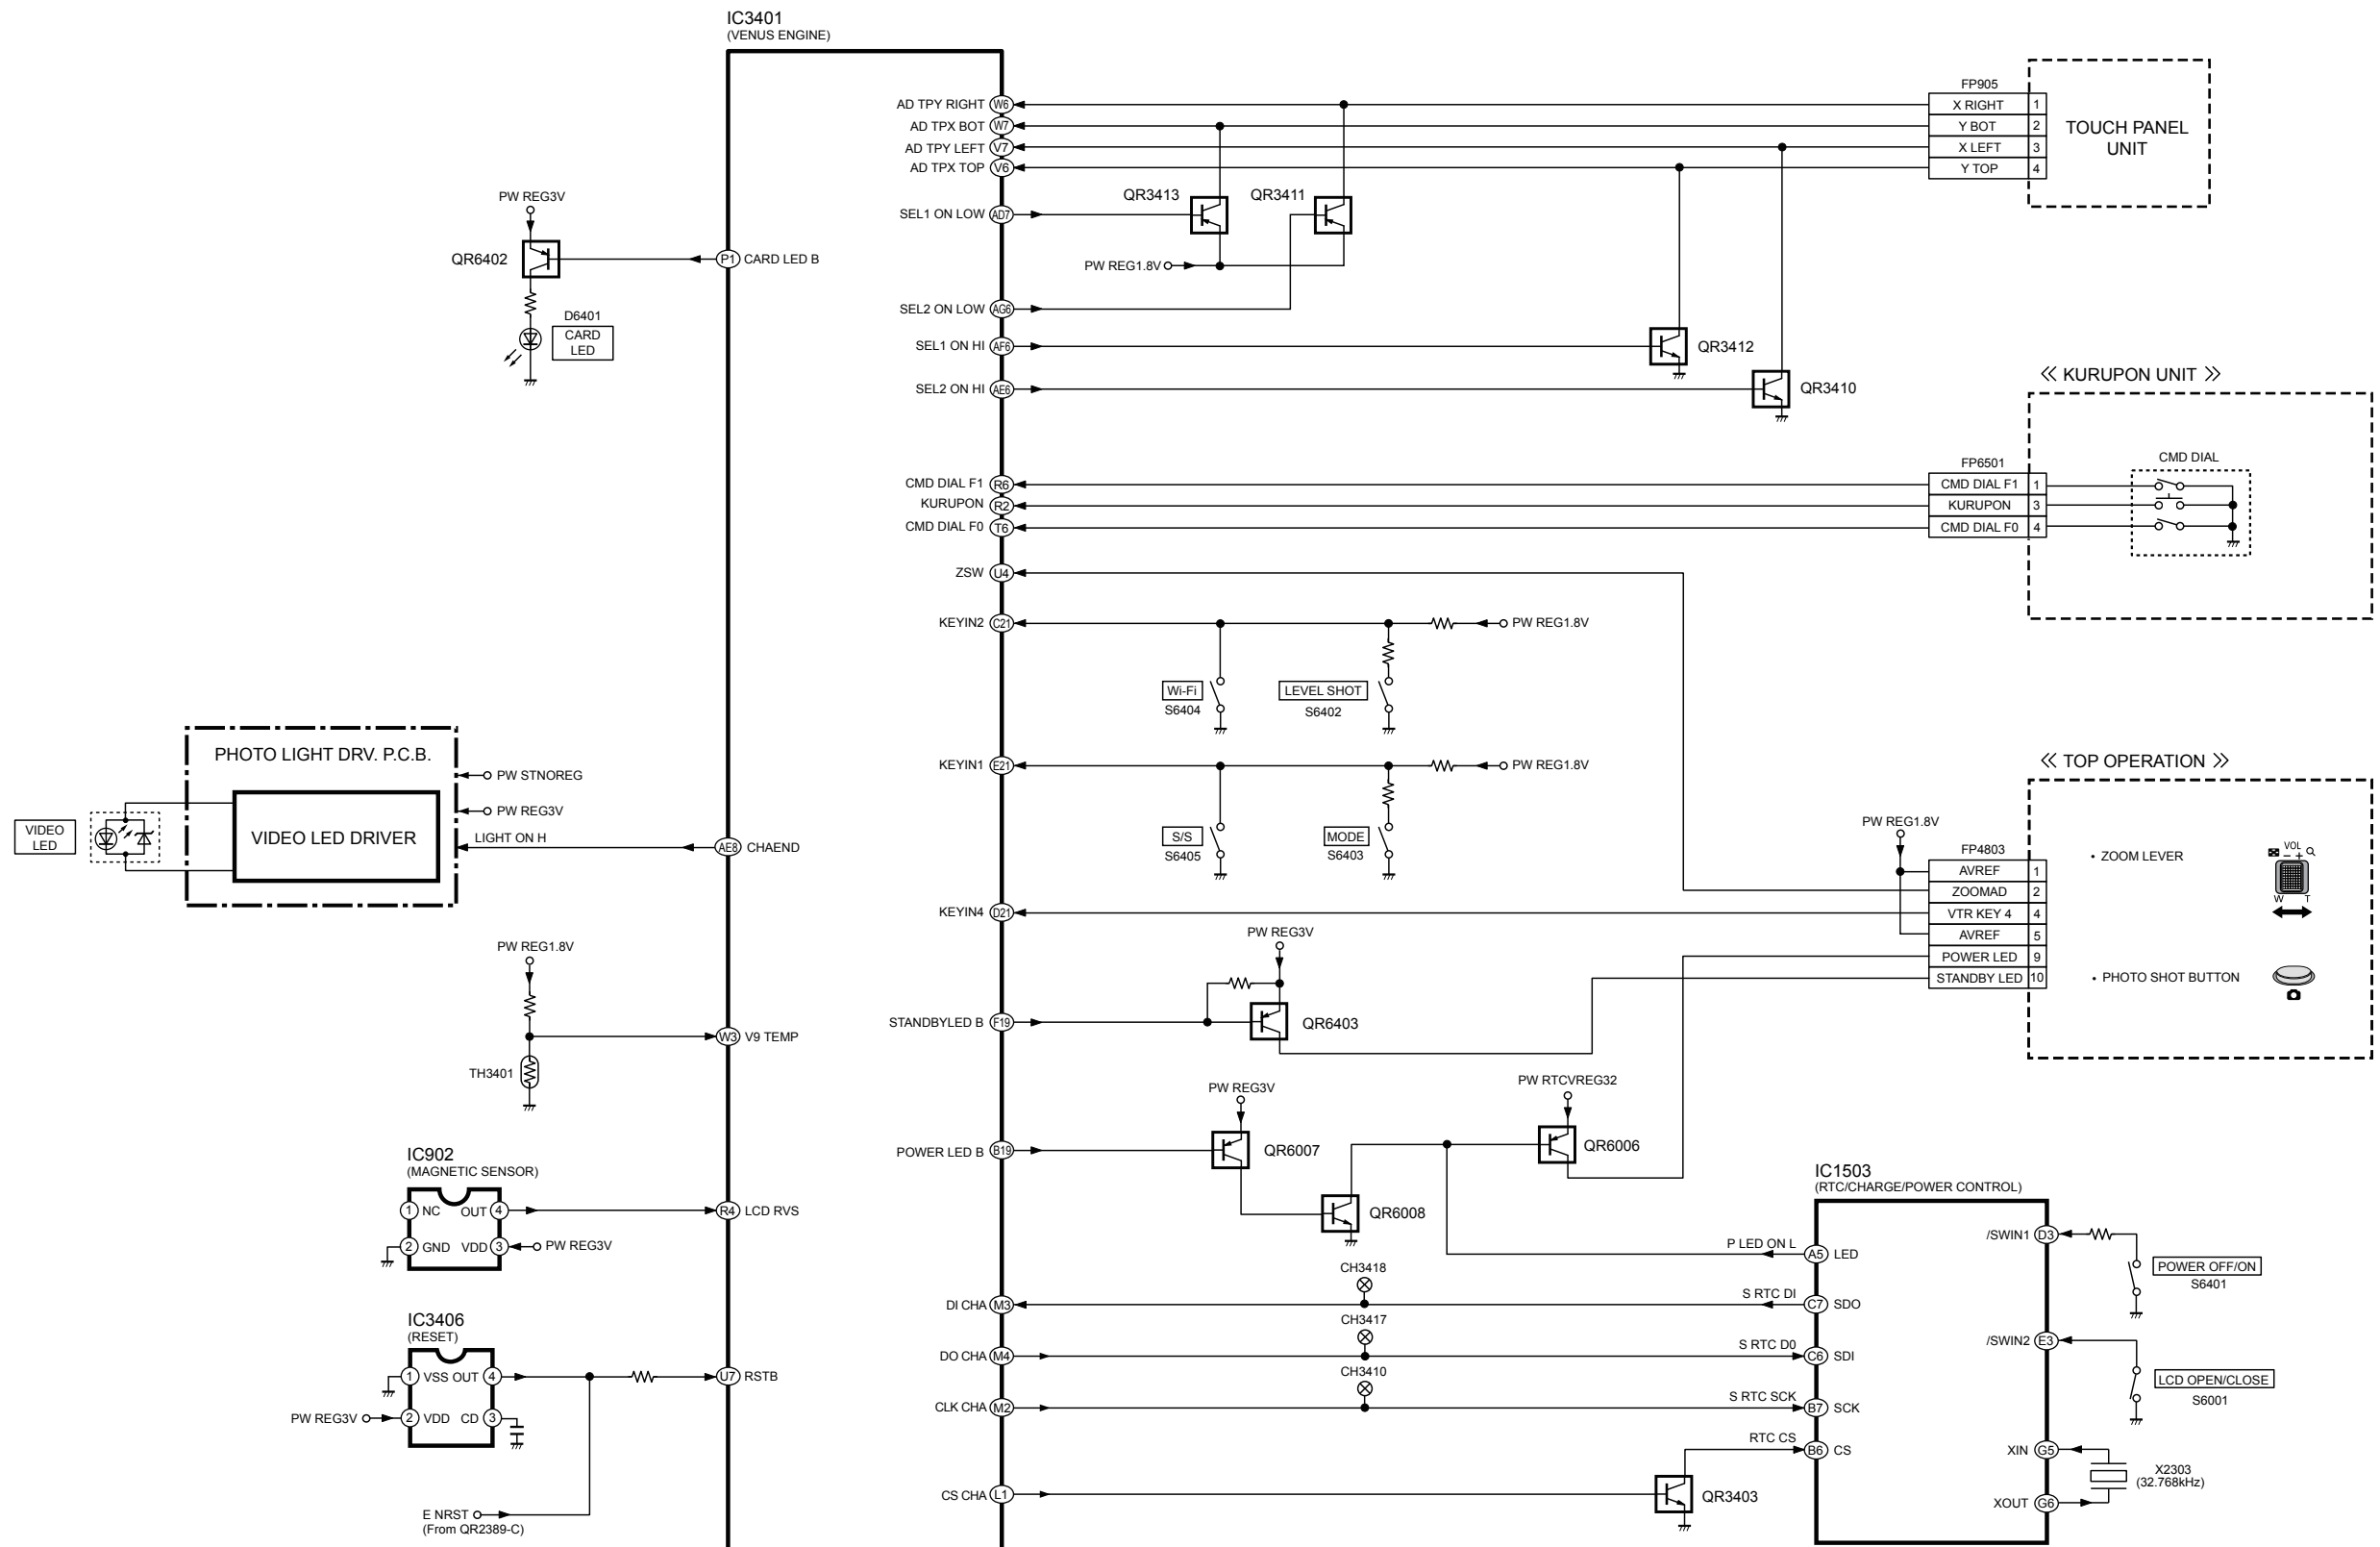 IC3401
(VENUS ENGINE)
AD TPY RIGHT W6
AD TPX BOT W7
AD TPY LEFT V7
AD TPX TOP V6
SEL1 ON LOW AD7
SEL2 ON LOW AG6
SEL1 ON HI AF6
SEL2 ON HI AE6
QR3413
QR3411
PW REG1.8V
QR3412
QR3410
FP905
X RIGHT 1
Y BOT 2
X LEFT 3
Y TOP 4
TOUCH PANEL
UNIT
PW REG3V
QR6402
P1 CARD LED B
D6401
CARD
LED
CMD DIAL F1 R6
KURUPON R2
CMD DIAL F0 T6
ZSW U4
KEYIN2 C21
PW REG1.8V
Wi-Fi
S6404
LEVEL SHOT
S6402
KEYIN1 E21
PW REG1.8V
S/S
S6405
MODE
S6403
KEYIN4 D21
« KURUPON UNIT »
FP6501
CMD DIAL F1 1
KURUPON 3
CMD DIAL F0 4
CMD DIAL
PHOTO LIGHT DRV. P.C.B.
VIDEO LED DRIVER
VIDEO
LED
PW STNOREG
PW REG3V
LIGHT ON H
AE8 CHAEND
« TOP OPERATION »
PW REG1.8V
FP4803
AVREF 1
ZOOMAD 2
VTR KEY 4 4
AVREF 5
POWER LED 9
STANDBY LED 10
• ZOOM LEVER
VOL
− +
W T
• PHOTO SHOT BUTTON
PW REG1.8V
TH3401
W3 V9 TEMP
PW REG3V
STANDBYLED B F19
QR6403
PW REG3V
POWER LED B B19
QR6007
QR6008
PW RTCVREG32
QR6006
IC902
(MAGNETIC SENSOR)
1 NC OUT 4
2 GND VDD 3
PW REG3V
R4 LCD RVS
IC3406
(RESET)
1 VSS OUT 4
PW REG3V
2 VDD CD 3
U7 RSTB
E NRST
(From QR2389-C)
DI CHA M3
DO CHA M4
CLK CHA M2
CS CHA L1
CH3418
CH3417
CH3410
QR3403
P LED ON L
S RTC DI
S RTC D0
S RTC SCK
RTC CS
IC1503
(RTC/CHARGE/POWER CONTROL)
A5 LED
C7 SDO
C6 SDI
B7 SCK
B6 CS
/SWIN1 D3
/SWIN2 E3
XIN G5
XOUT G6
POWER OFF/ON
S6401
LCD OPEN/CLOSE
S6001
X2303
(32.768kHz)